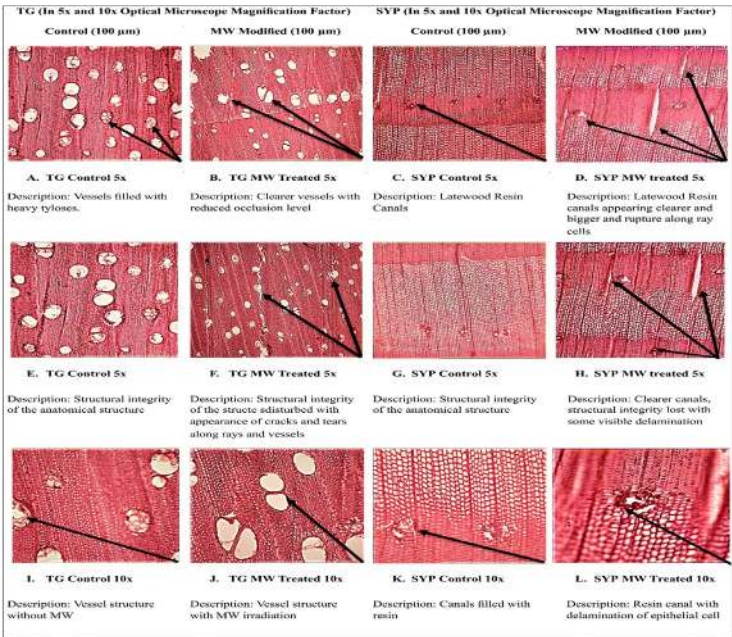 TG (In 5x and 10x Optical Microscope Magnification Factor)
SYP (In 5x and 10x Optical Microscope Magnification Factor)
Control (100 µm)
MW Modified (100 µm)
Control (100 µm)
MW Modified (100 µm)
A. TG Control 5x
B. TG MW Treated 5x
C. SYP Control 5x
D. SYP MW treated 5x
Description: Vessels filled with
heavy tyloses.
Description: Clearer vessels with
reduced occlusion level
Description: Latewood Resin
Canals
Description: Latewood Resin
canals appearing clearer and
bigger and rupture along ray
cells
E. TG Control 5x
F. TG MW Treated 5x
G. SYP Control 5x
H. SYP MW treated 5x
Description: Structural integrity
of the anatomical structure
Description: Structural integrity
of the structe sdisturbed with
appearance of cracks and tears
along rays and vessels
Description: Structural integrity
of the anatomical structure
Description: Clearer canals,
structural integrity lost with
some visible delamination
I. TG Control 10x
J. TG MW Treated 10x
K. SYP Control 10x
L. SYP MW Treated 10x
Description: Vessel structure
without MW
Description: Vessel structure
with MW irradiation
Description: Canals filled with
resin
Description: Resin canal with
delamination of epithelial cell